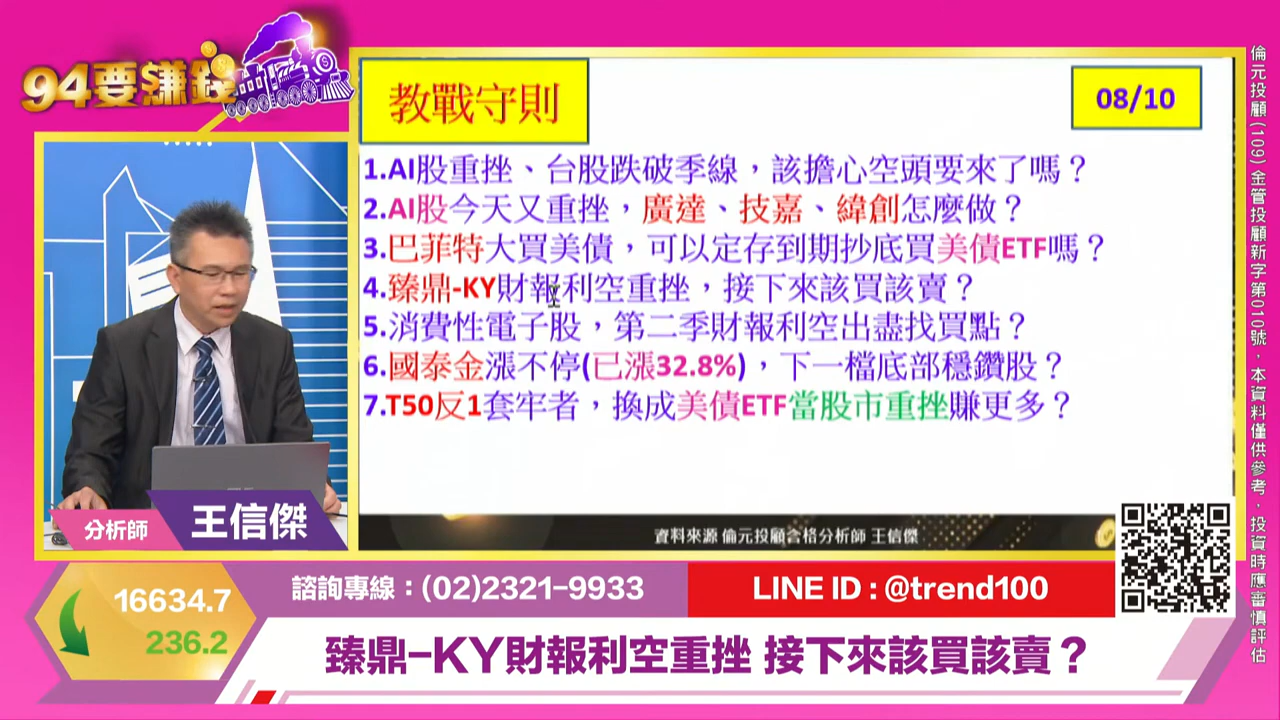 94要賺錢
教戰守則
08/10
1.AI股重挫、台股跌破季線，該擔心空頭要來了嗎？
2.AI股今天又重挫，廣達、技嘉、緯創怎麼做？
3.巴菲特大買美債，可以定存到期抄底買美債ETF嗎？
4.臻鼎-KY財報利空重挫，接下來該買該賣？
5.消費性電子股，第二季財報利空出盡找買點？
6.國泰金漲不停(已漲32.8%)，下一檔底部穩鑽股？
7.T50反1套牢者，換成美債ETF當股市重挫賺更多？
資料來源 倫元投顧合格分析師 王信傑
分析師 王信傑
16634.7
236.2
諮詢專線：(02)2321-9933
LINE ID : @trend100
臻鼎-KY財報利空重挫 接下來該買該賣？
倫元投顧(109)金管投顧新字第010號，本資料僅供參考，投資時應審慎評估